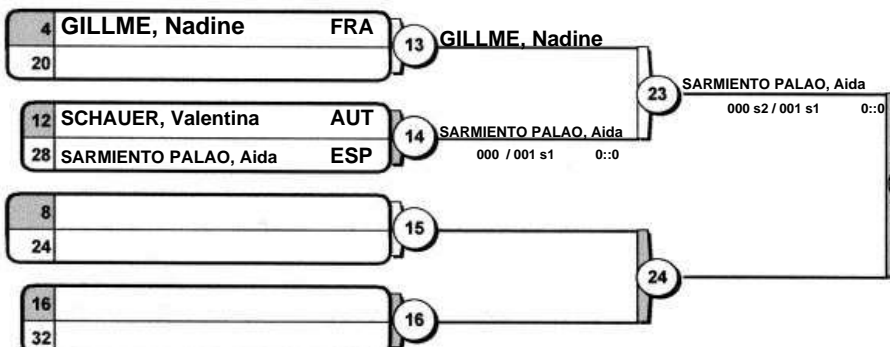 4 GILLME, Nadine FRA
13 GILLME, Nadine
20
23 SARMIENTO PALAO, Aida
000 s2 / 001 s1 0::0
12 SCHAUER, Valentina AUT
14 SARMIENTO PALAO, Aida
28 SARMIENTO PALAO, Aida ESP
000 / 001 s1 0::0
8
15
24
24
16
16
32